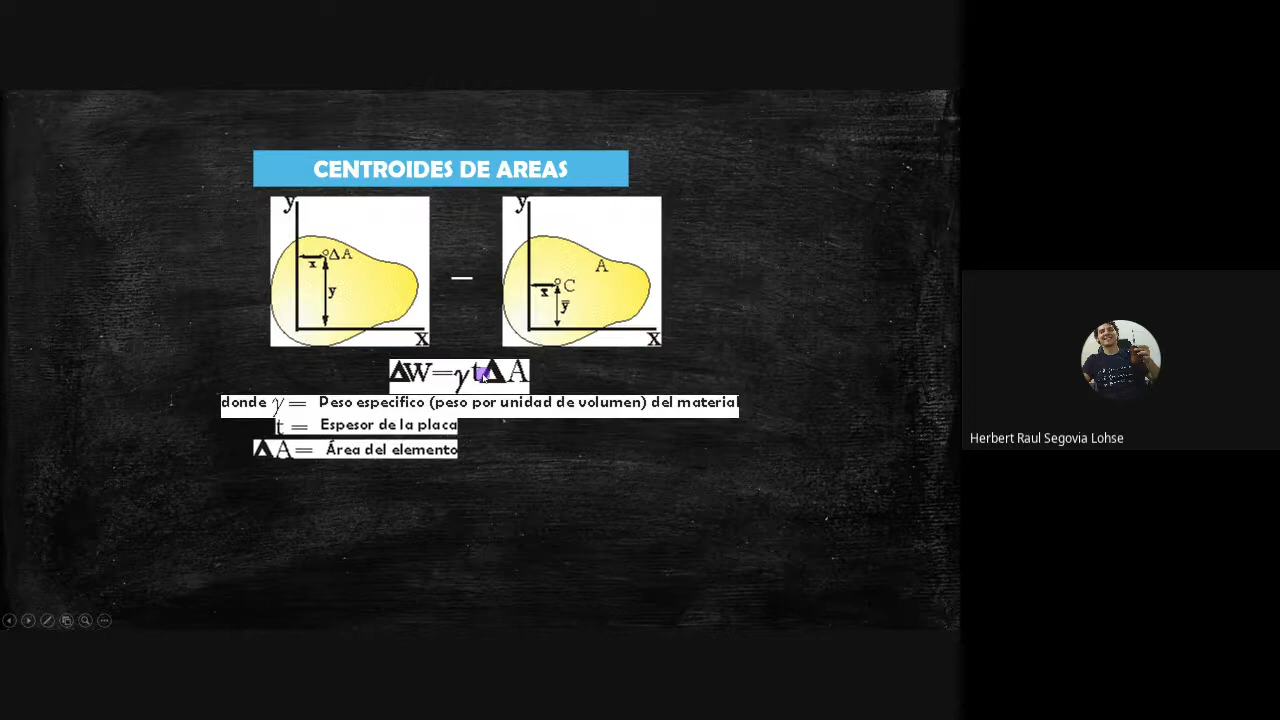 CENTROIDES DE AREAS
y
ΔA
x
y
x
y
A
C
x̄
ȳ
x
ΔW=γtΔA
donde γ = Peso especifico (peso por unidad de volumen) del material
t = Espesor de la placa
ΔA = Área del elemento
Herbert Raul Segovia Lohse